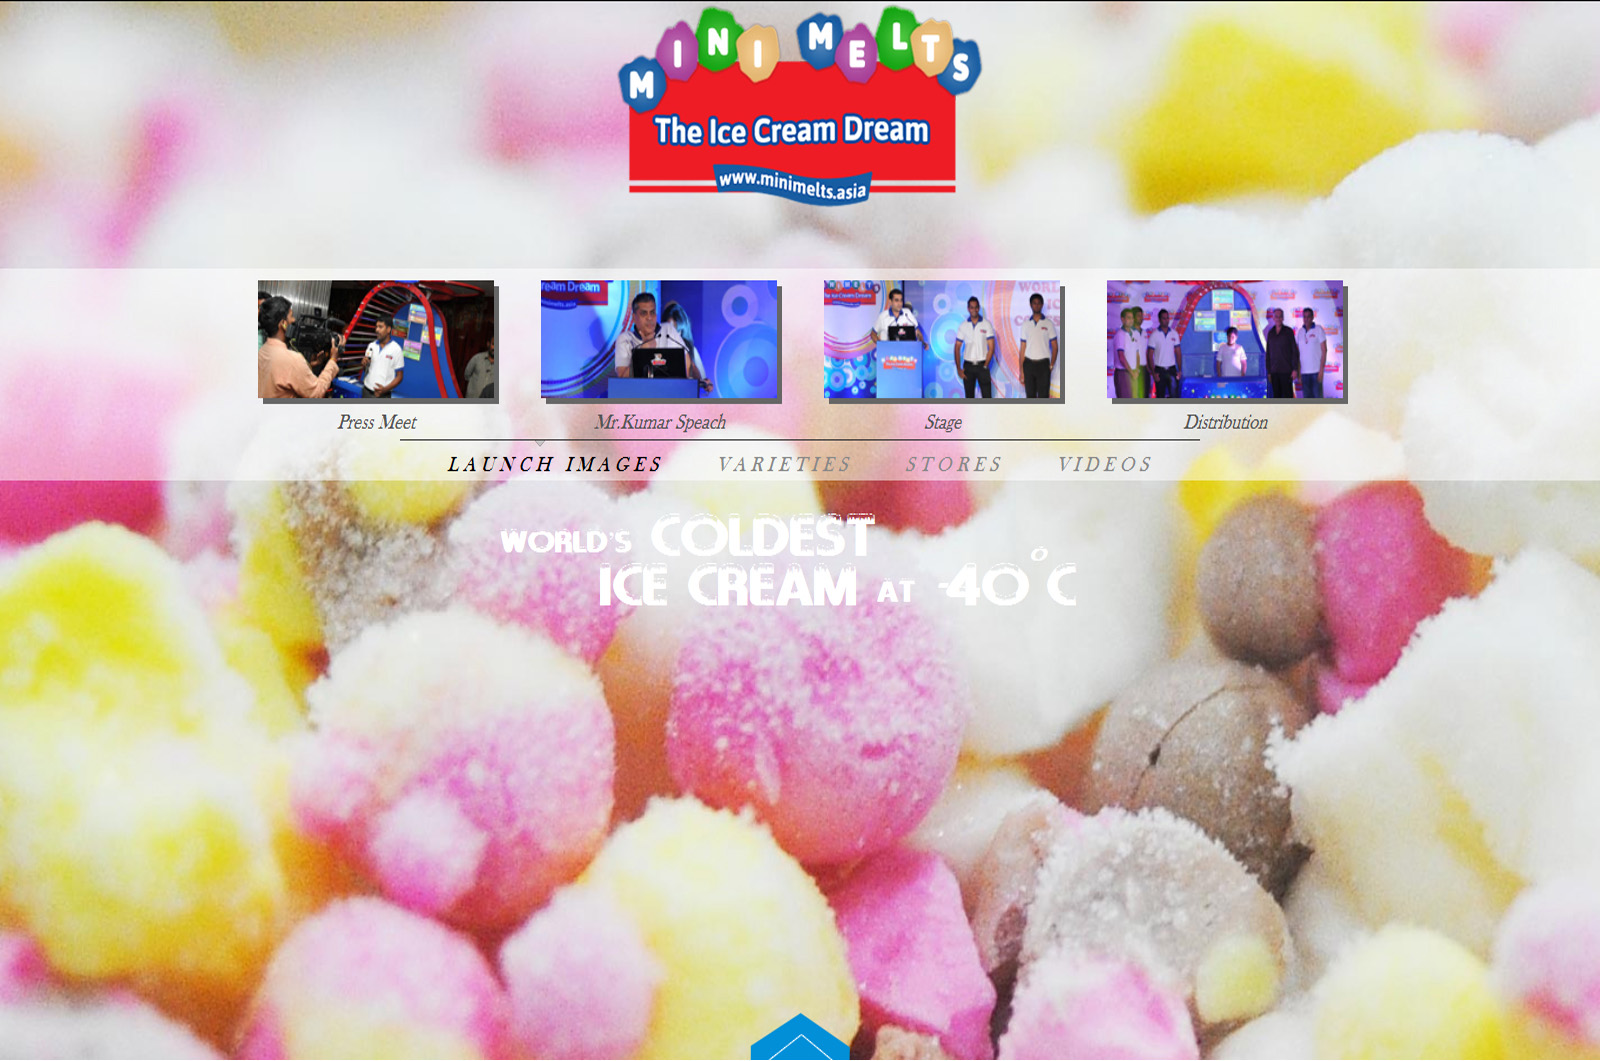 MINI MELTS
The Ice Cream Dream
www.minimelts.asia
Press Meet
Mr.Kumar Speach
Stage
Distribution
LAUNCH IMAGES
VARIETIES
STORES
VIDEOS
WORLD'S COLDEST
ICE CREAM AT -40°C